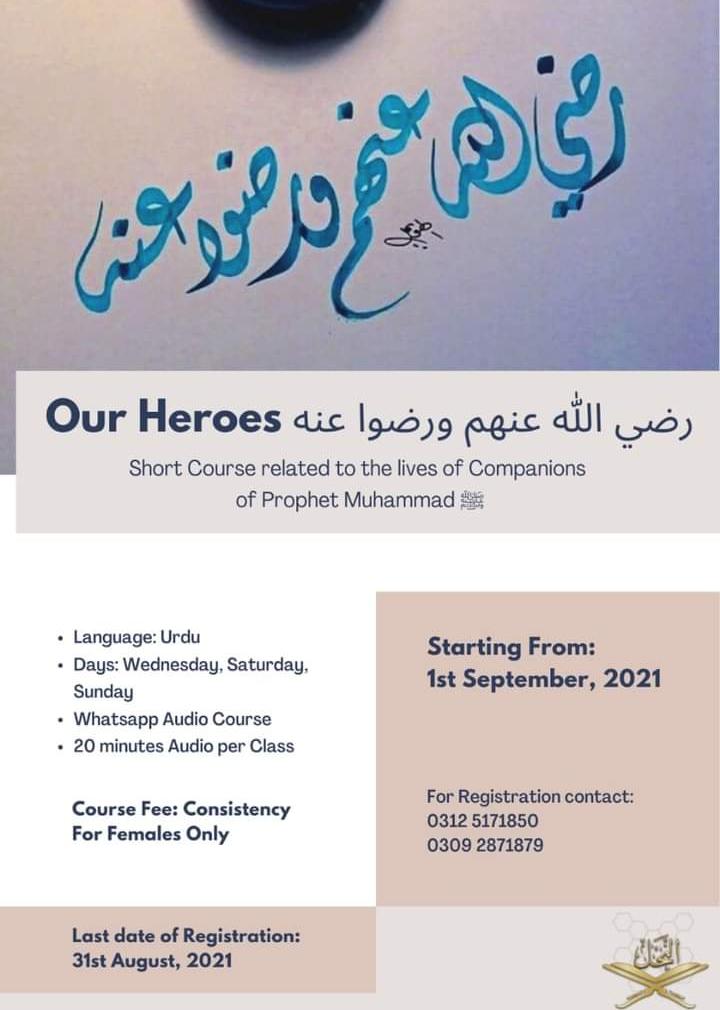 رضي الله عنهم ورضوا عنه
Our Heroes رضي الله عنهم ورضوا عنه
Short Course related to the lives of Companions
of Prophet Muhammad ﷺ
• Language: Urdu
• Days: Wednesday, Saturday,
Sunday
• Whatsapp Audio Course
• 20 minutes Audio per Class
Course Fee: Consistency
For Females Only
Starting From:
1st September, 2021
For Registration contact:
0312 5171850
0309 2871879
Last date of Registration:
31st August, 2021
النحل